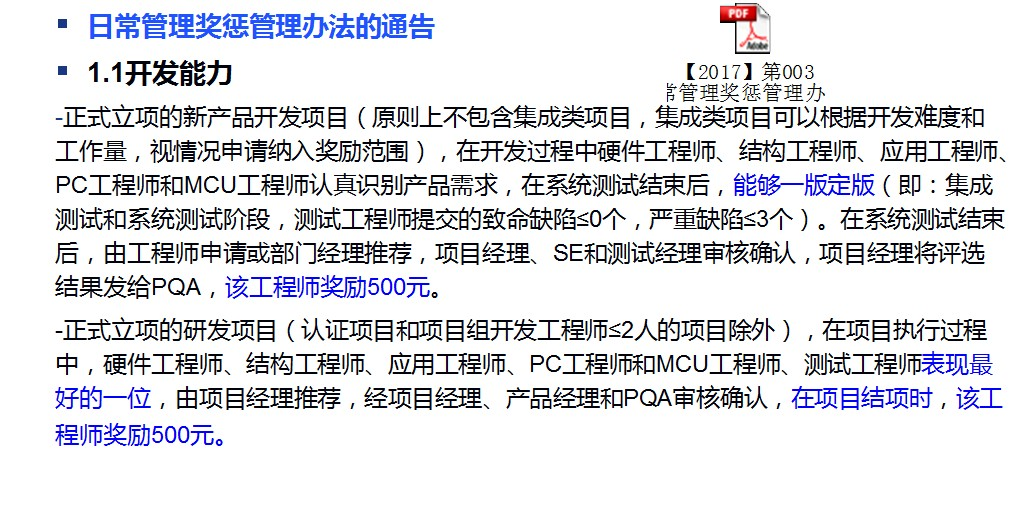 ▪ 日常管理奖惩管理办法的通告
PDF
Adobe
【2017】第003
常管理奖惩管理办
▪ 1.1开发能力
-正式立项的新产品开发项目（原则上不包含集成类项目，集成类项目可以根据开发难度和
工作量，视情况申请纳入奖励范围），在开发过程中硬件工程师、结构工程师、应用工程师、
PC工程师和MCU工程师认真识别产品需求，在系统测试结束后，能够一版定版（即：集成
测试和系统测试阶段，测试工程师提交的致命缺陷≤0个，严重缺陷≤3个）。在系统测试结束
后，由工程师申请或部门经理推荐，项目经理、SE和测试经理审核确认，项目经理将评选
结果发给PQA，该工程师奖励500元。
-正式立项的研发项目（认证项目和项目组开发工程师≤2人的项目除外），在项目执行过程
中，硬件工程师、结构工程师、应用工程师、PC工程师和MCU工程师、测试工程师表现最
好的一位，由项目经理推荐，经项目经理、产品经理和PQA审核确认，在项目结项时，该工
程师奖励500元。